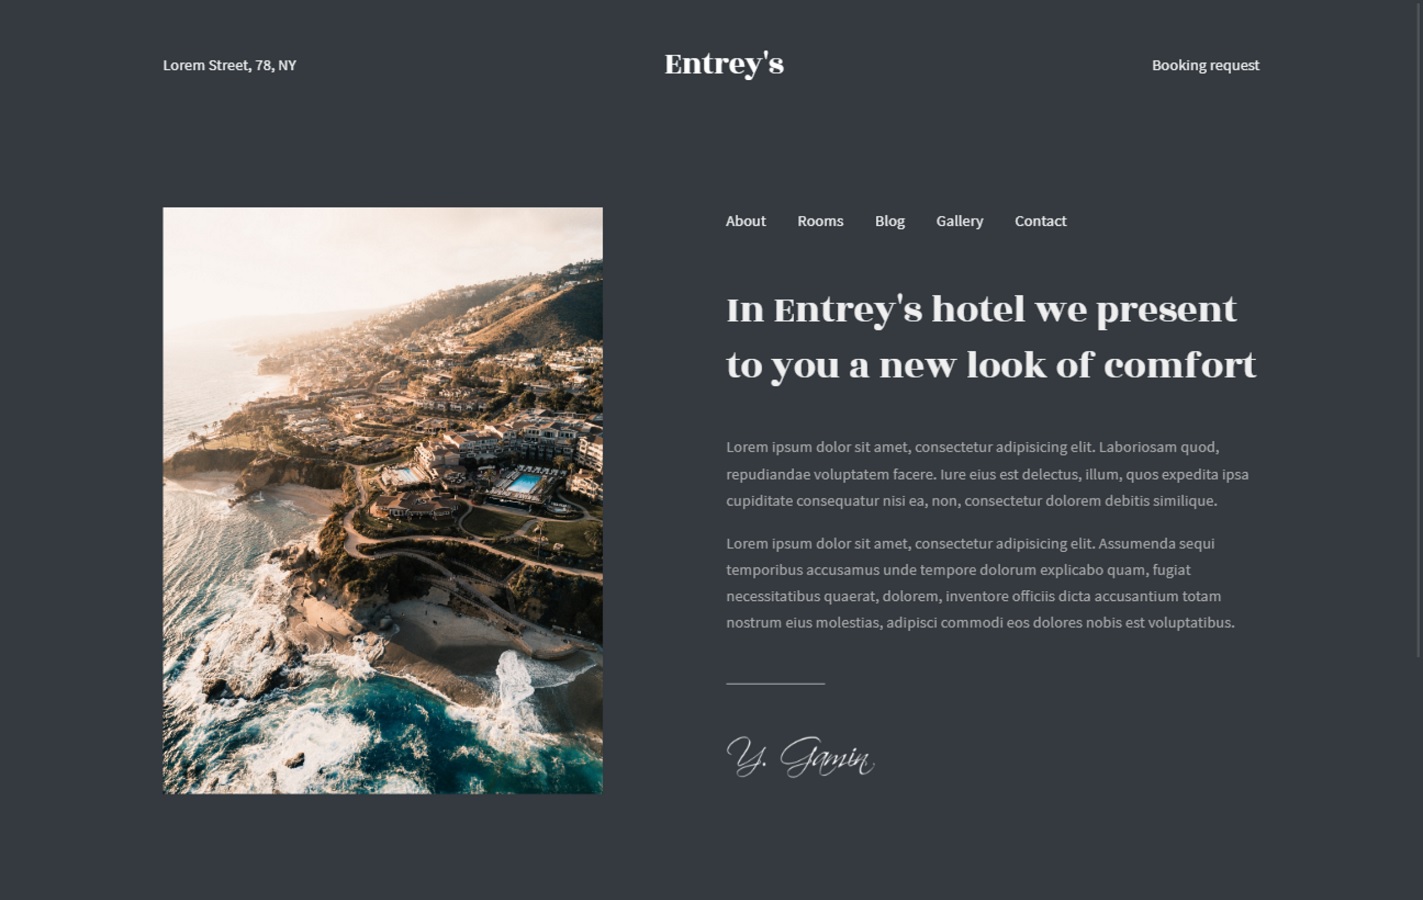 Lorem Street, 78, NY
Entrey's
Booking request
About Rooms Blog Gallery Contact
In Entrey's hotel we present
to you a new look of comfort
Lorem ipsum dolor sit amet, consectetur adipisicing elit. Laboriosam quod,
repudiandae voluptatem facere. Iure eius est delectus, illum, quos expedita ipsa
cupiditate consequatur nisi ea, non, consectetur dolorem debitis similique.
Lorem ipsum dolor sit amet, consectetur adipisicing elit. Assumenda sequi
temporibus accusamus unde tempore dolorum explicabo quam, fugiat
necessitatibus quaerat, dolorem, inventore officiis dicta accusantium totam
nostrum eius molestias, adipisci commodi eos dolores nobis est voluptatibus.
Y. Gamin